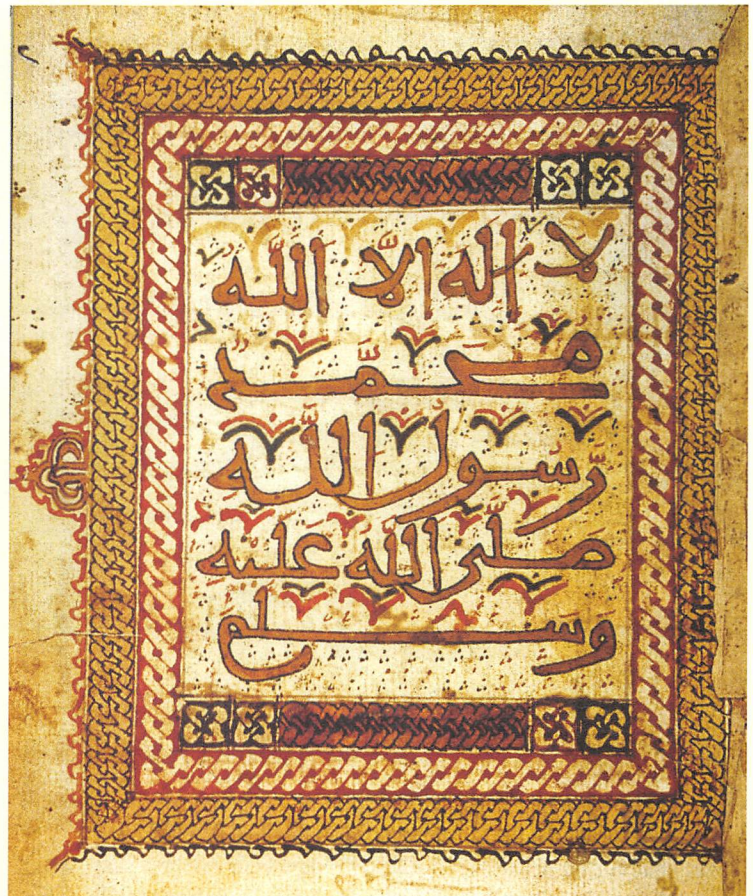 لا اله الا الله
محمد
رسول الله
صلى الله عليه
وسلم